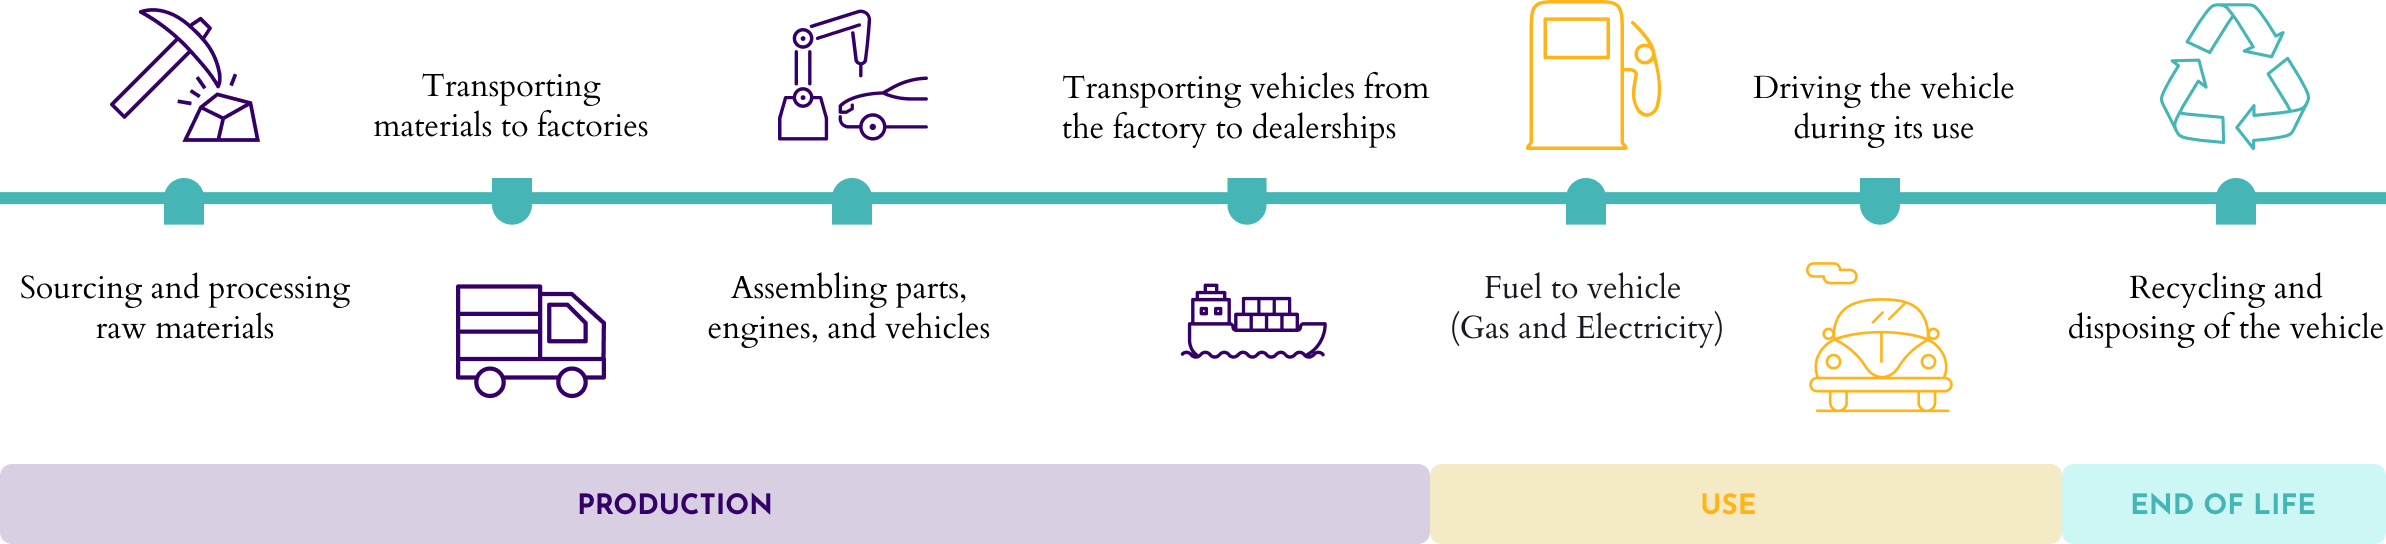 Sourcing and processing
raw materials
Transporting
materials to factories
Assembling parts,
engines, and vehicles
Transporting vehicles from
the factory to dealerships
Fuel to vehicle
(Gas and Electricity)
Driving the vehicle
during its use
Recycling and
disposing of the vehicle
PRODUCTION
USE
END OF LIFE